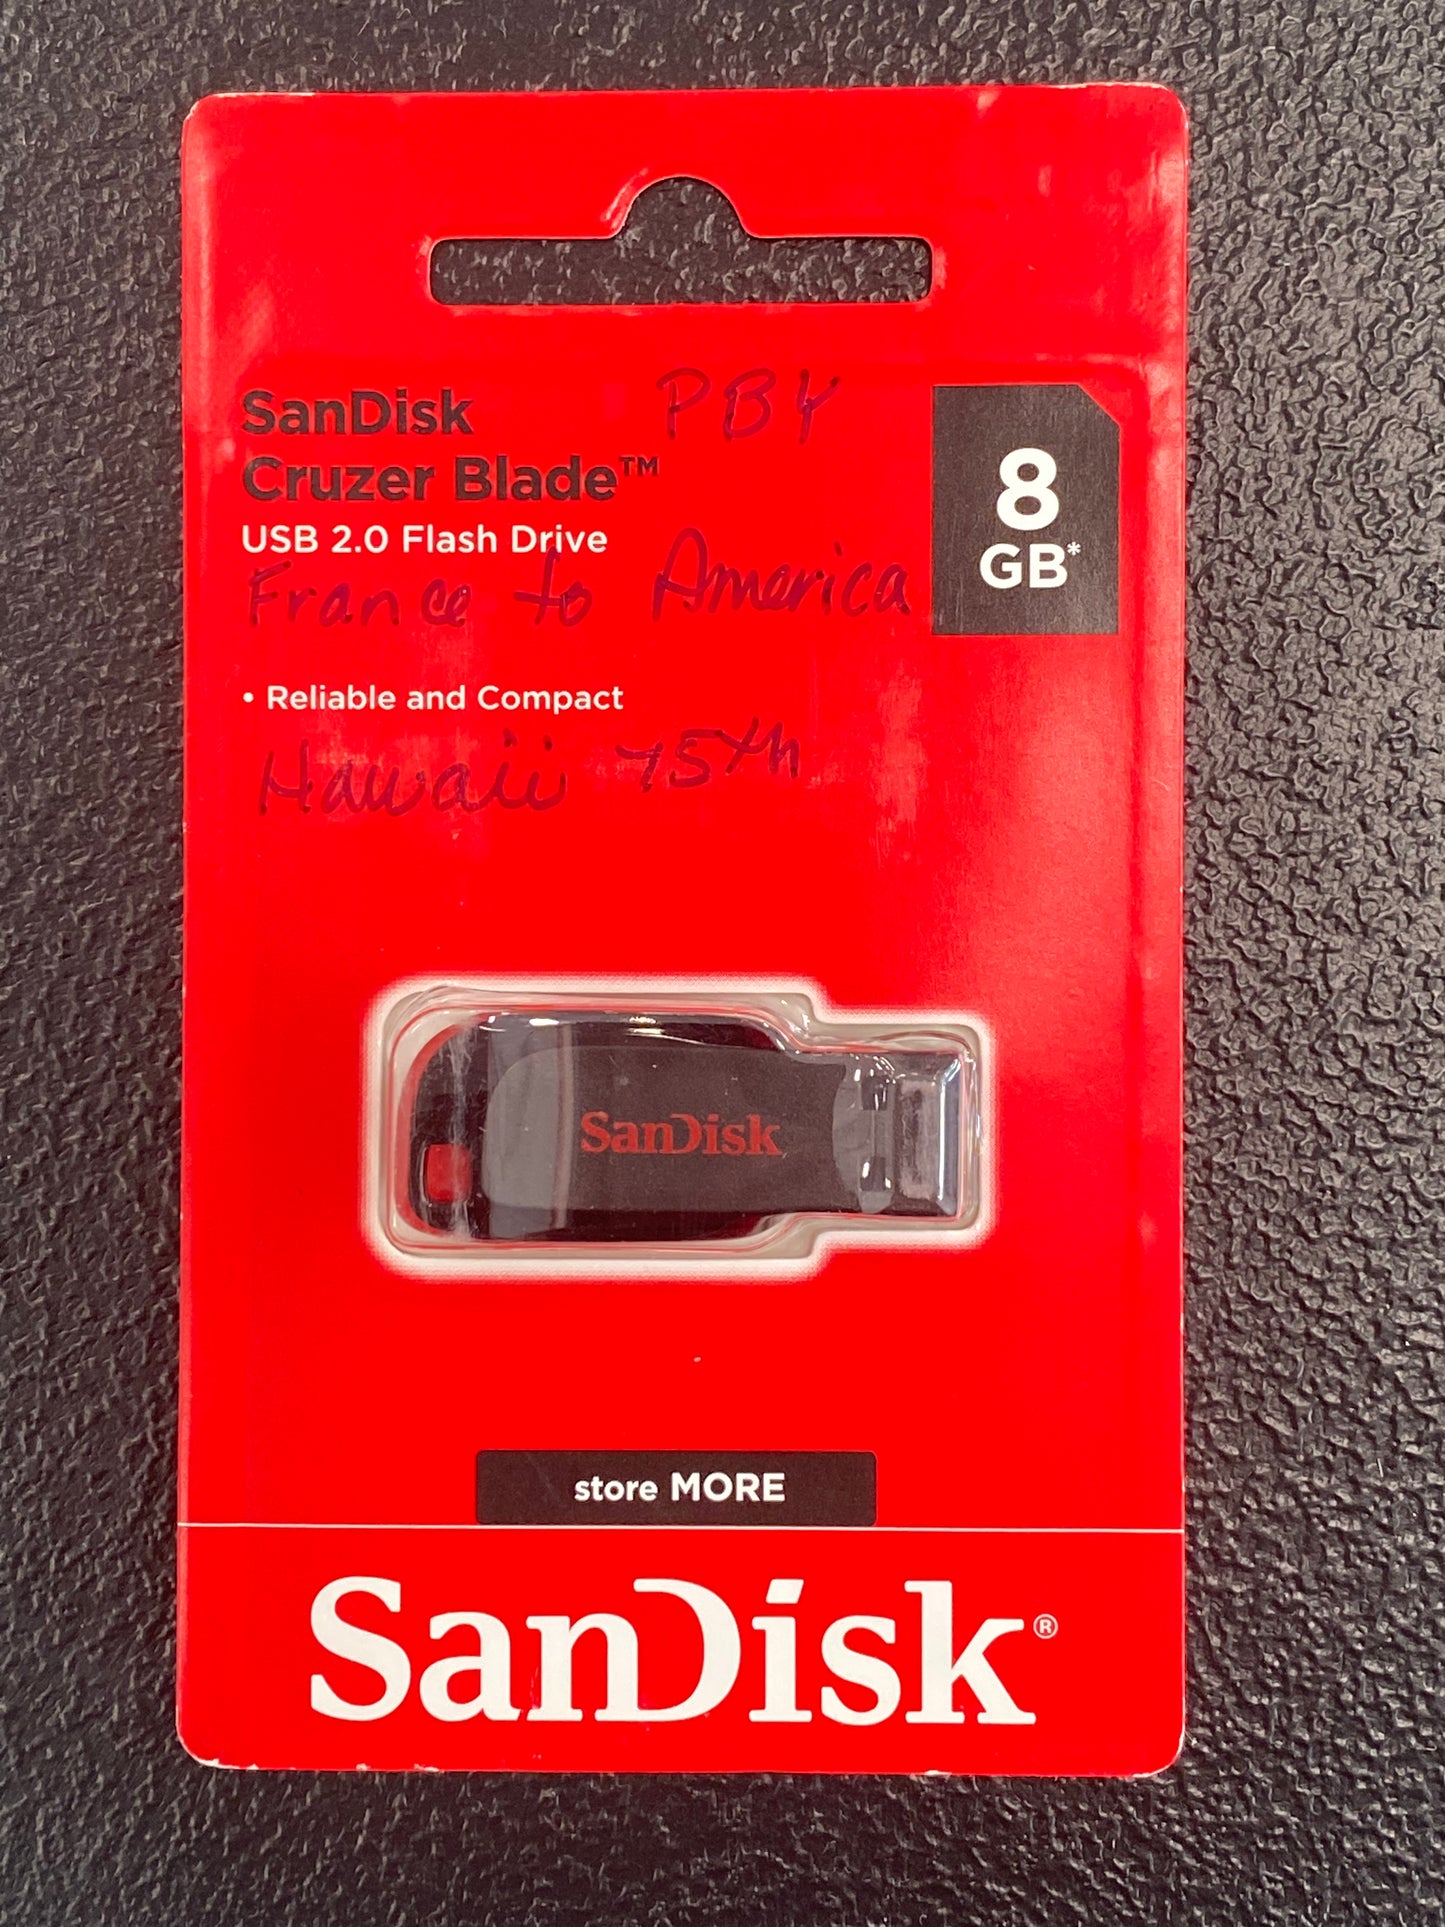 SanDisk PBY
Cruzer Blade™
8
GB*
USB 2.0 Flash Drive
France to America
• Reliable and Compact
Hawaii 75th
SanDisk
store MORE
SanDisk®